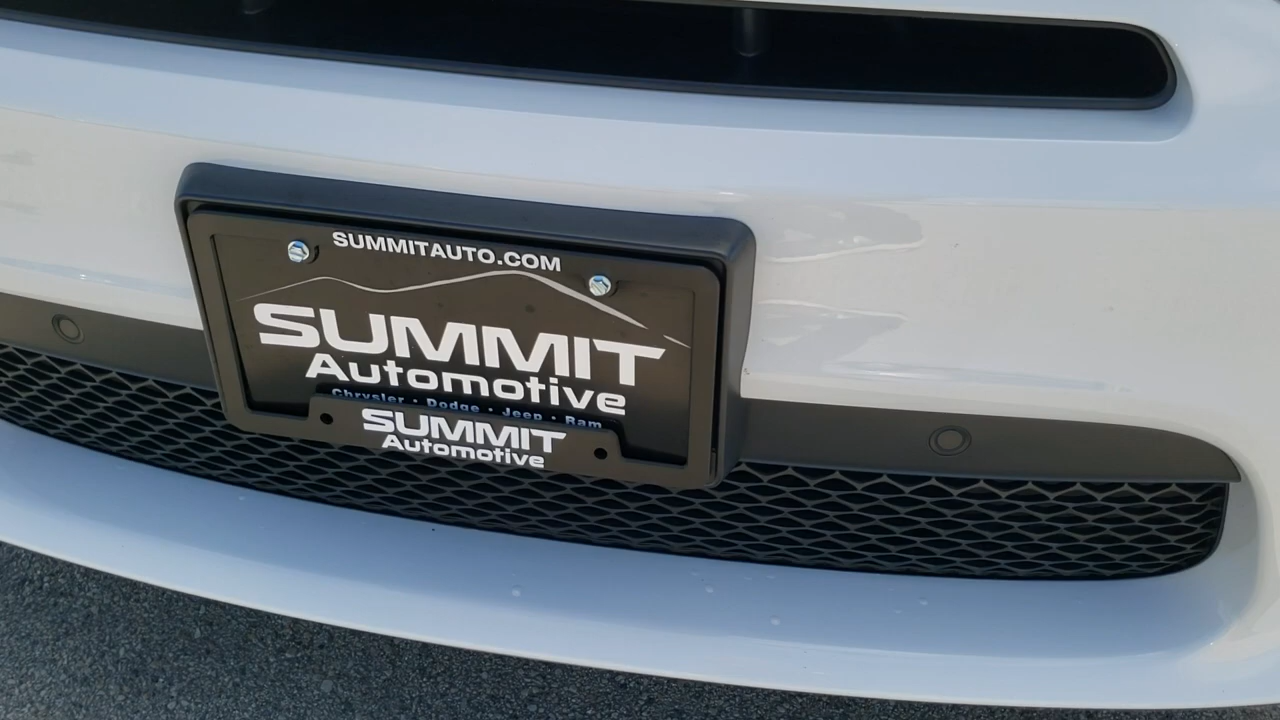 SUMMITAUTO.COM
SUMMIT
Automotive
Chrysler · Dodge · Jeep · Ram
SUMMIT
Automotive